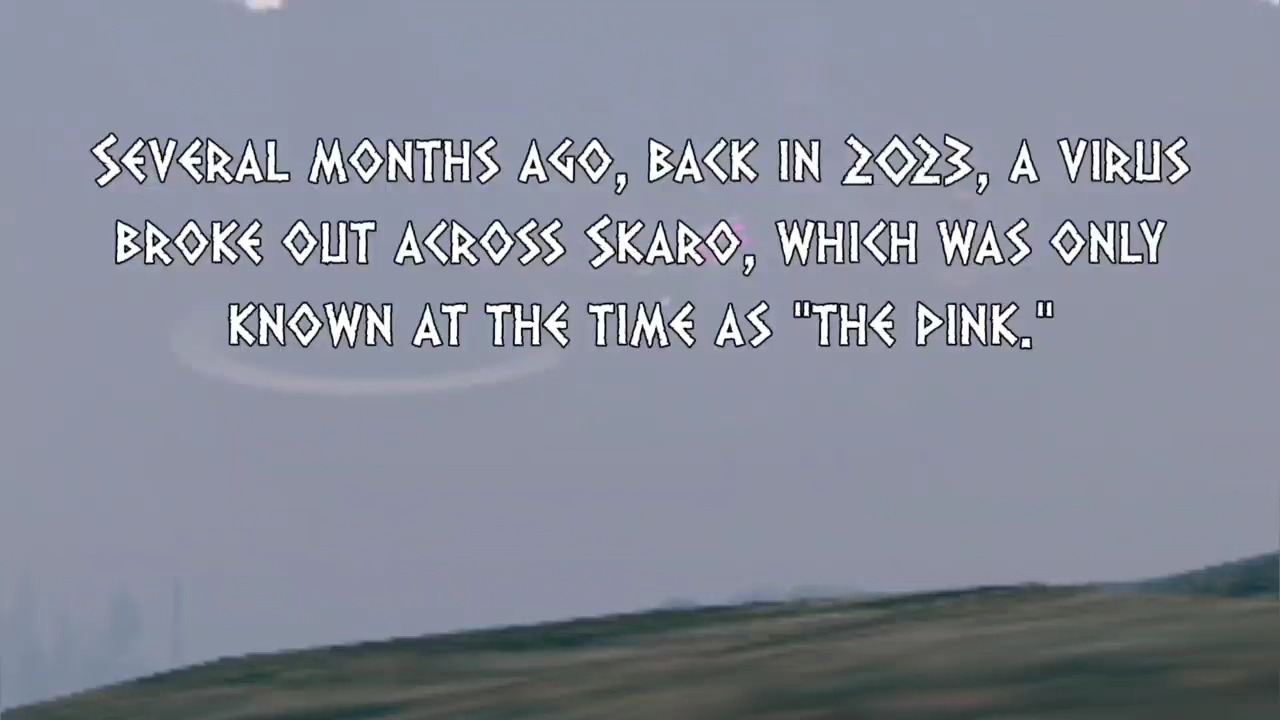 Several months ago, back in 2023, a virus
broke out across Skaro, which was only
known at the time as "the Pink."